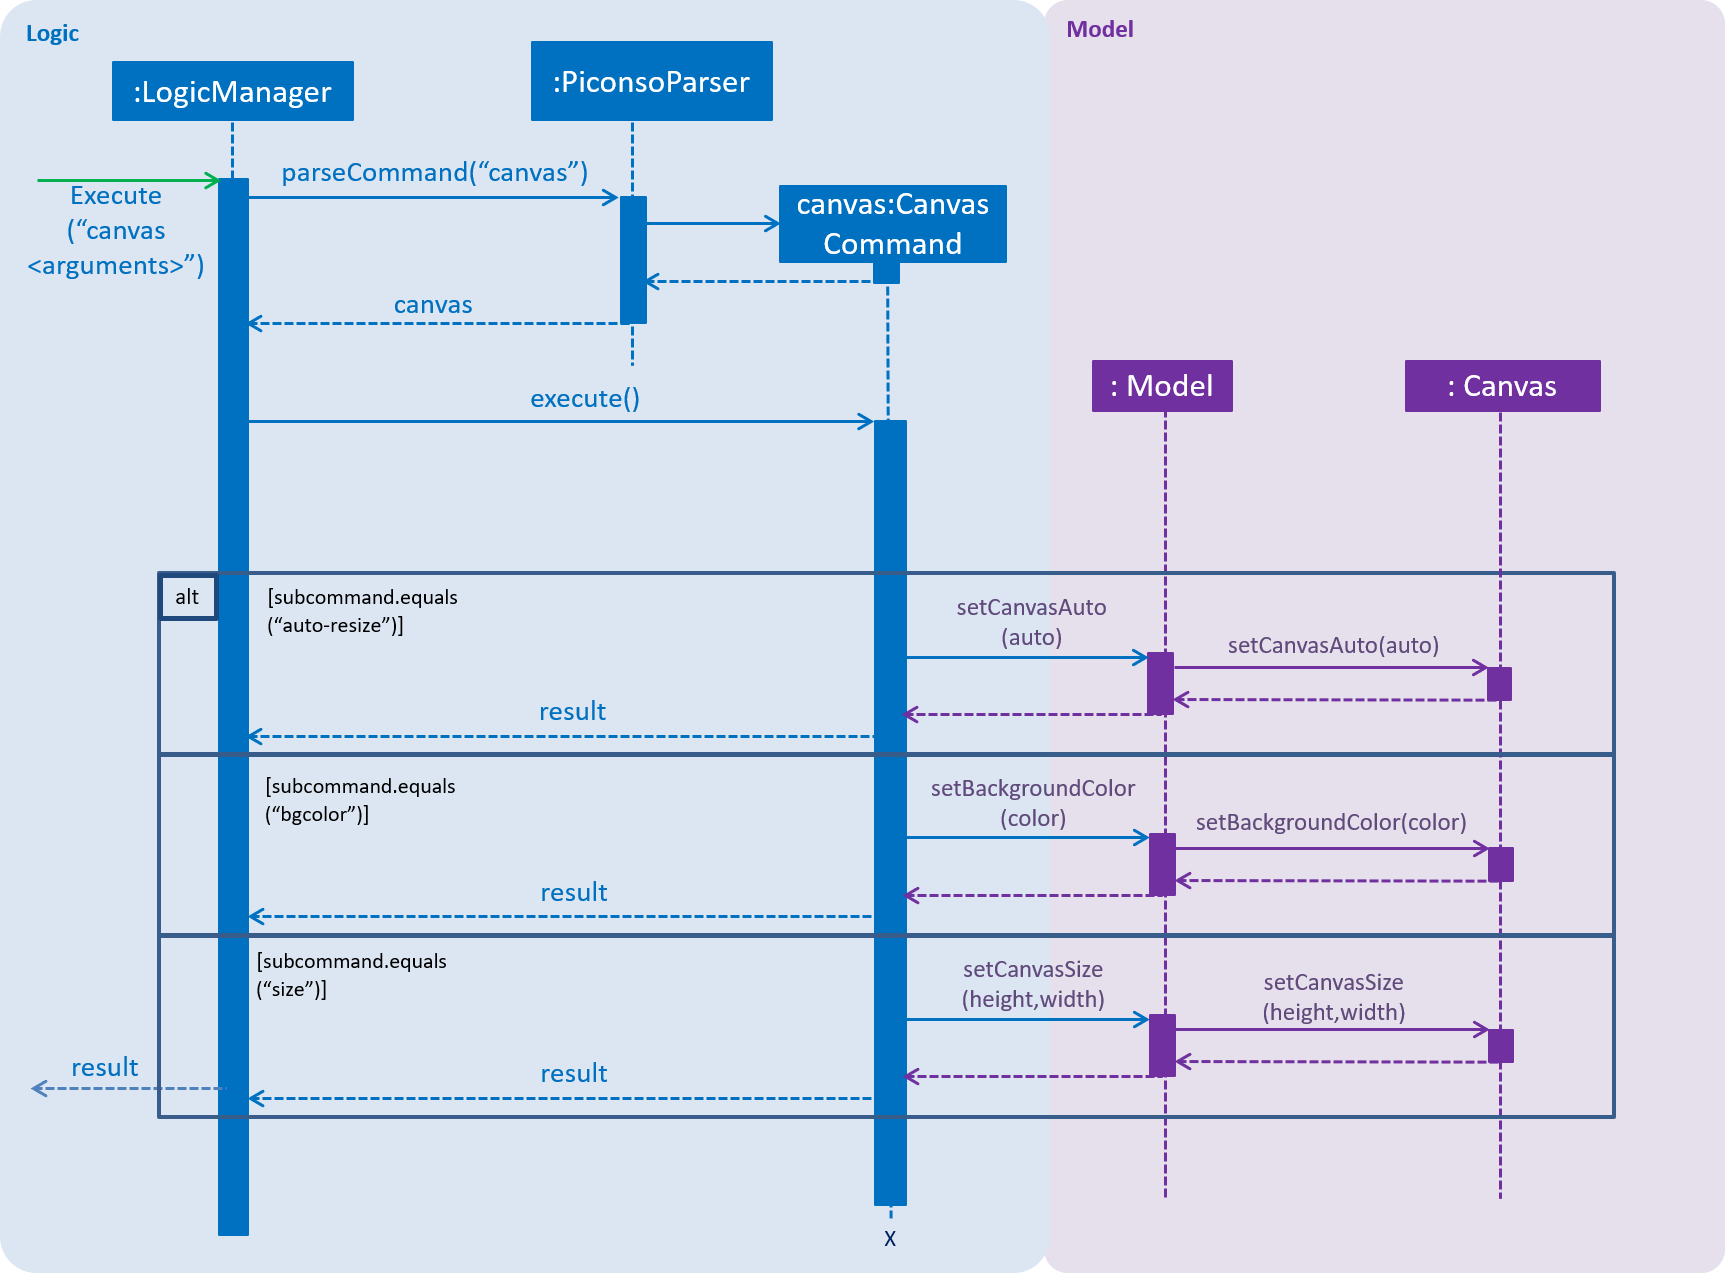 Logic
Model
:LogicManager
:PiconsoParser
parseCommand(“canvas”)
Execute
(“canvas
<arguments>”)
canvas:Canvas
Command
canvas
execute()
: Model
: Canvas
alt
[subcommand.equals
(“auto-resize”)]
setCanvasAuto
(auto)
setCanvasAuto(auto)
result
[subcommand.equals
(“bgcolor”)]
setBackgroundColor
(color)
setBackgroundColor(color)
result
[subcommand.equals
(“size”)]
setCanvasSize
(height,width)
setCanvasSize
(height,width)
result
result
X